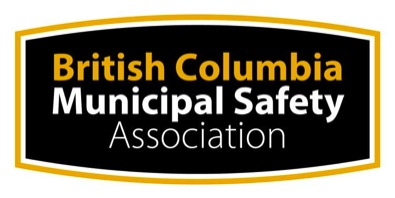 British Columbia
Municipal Safety
Association